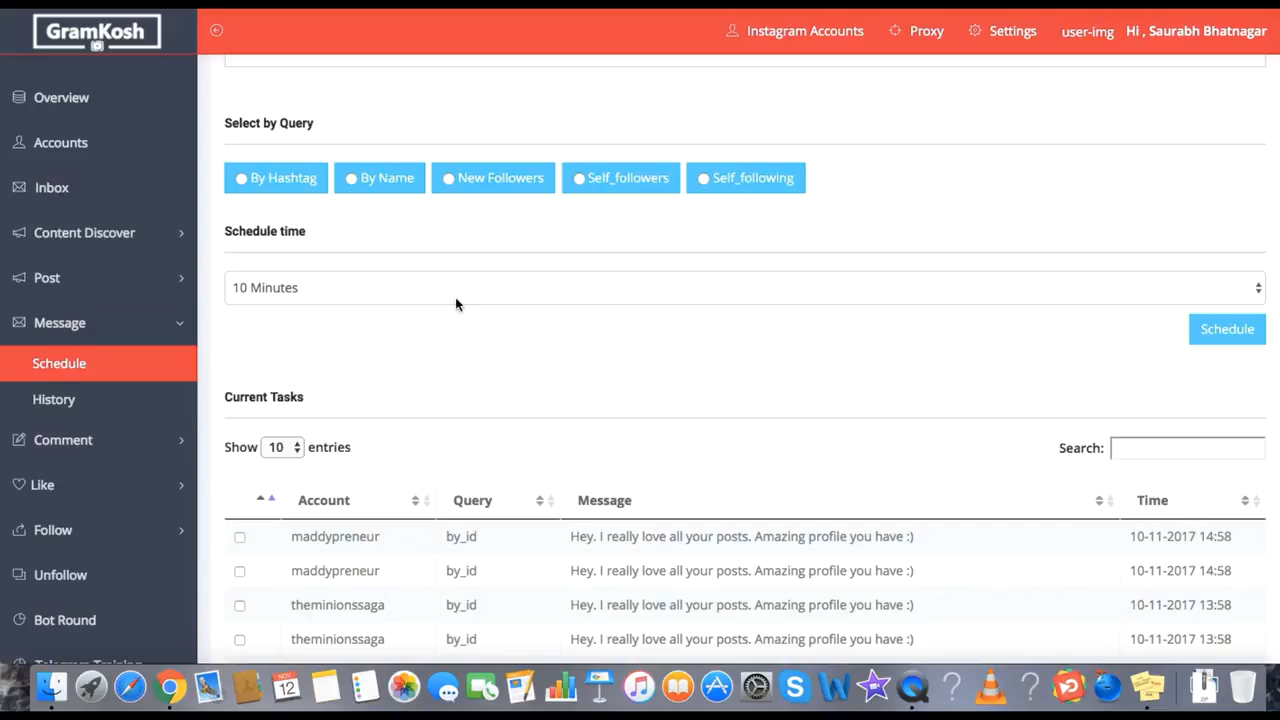 GramKosh
Instagram Accounts Proxy Settings user-img Hi , Saurabh Bhatnagar
Overview
Accounts
Inbox
Content Discover
Post
Message
Schedule
History
Comment
Like
Follow
Unfollow
Bot Round
Select by Query
By Hashtag By Name New Followers Self_followers Self_following
Schedule time
10 Minutes
Schedule
Current Tasks
Show 10 entries Search:
Account Query Message Time
maddypreneur by_id Hey. I really love all your posts. Amazing profile you have :) 10-11-2017 14:58
maddypreneur by_id Hey. I really love all your posts. Amazing profile you have :) 10-11-2017 14:58
theminionssaga by_id Hey. I really love all your posts. Amazing profile you have :) 10-11-2017 13:58
theminionssaga by_id Hey. I really love all your posts. Amazing profile you have :) 10-11-2017 13:58
NOV
12